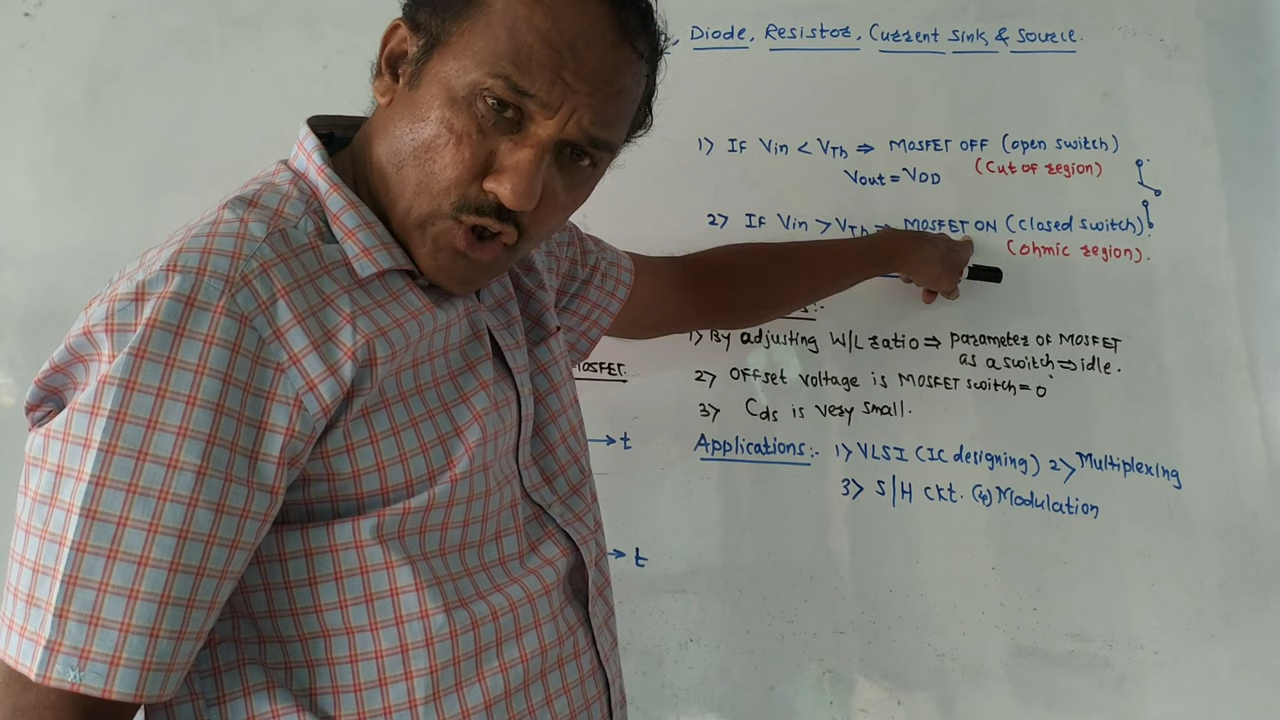 , Diode, Resistor, Current Sink & Source.
1) IF Vin < VTh ⇒ MOSFET OFF (open switch)
(Cut of region)
Vout = VDD
2) IF Vin > VTh ⇒ MOSFET ON (closed switch)
(ohmic region).
1) By adjusting W/L ratio ⇒ parameter of MOSFET
as a switch ⇒ idle.
MOSFET.
2) OFFset voltage is MOSFET switch = 0
3) Cds is very small.
→ t
Applications:- 1) VLSI (IC designing) 2) Multiplexing
3) S/H ckt. (4) Modulation
→ t